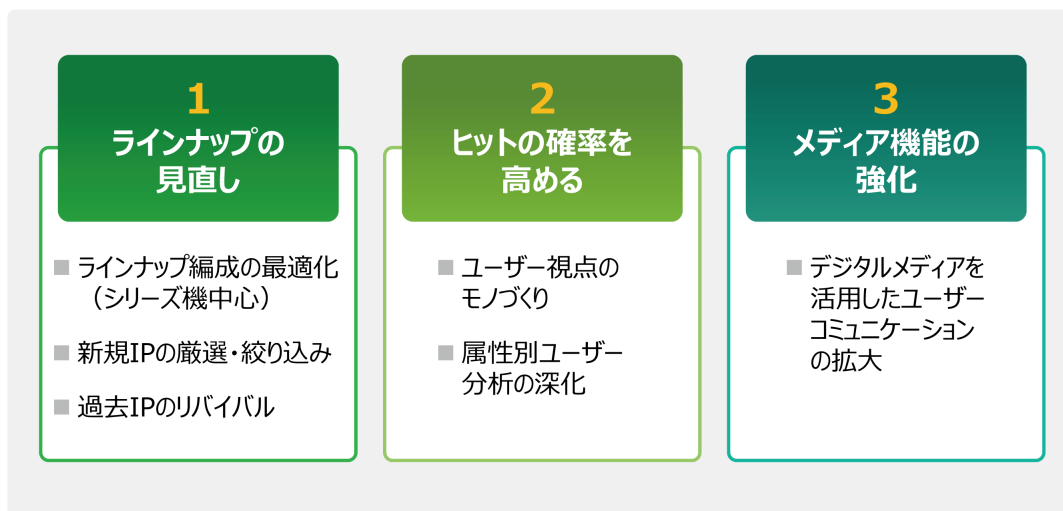 1
ラインナップの
見直し
■ ラインナップ編成の最適化
（シリーズ機中心）
■ 新規IPの厳選・絞り込み
■ 過去IPのリバイバル
2
ヒットの確率を
高める
■ ユーザー視点の
モノづくり
■ 属性別ユーザー
分析の深化
3
メディア機能の
強化
■ デジタルメディアを
活用したユーザー
コミュニケーション
の拡大